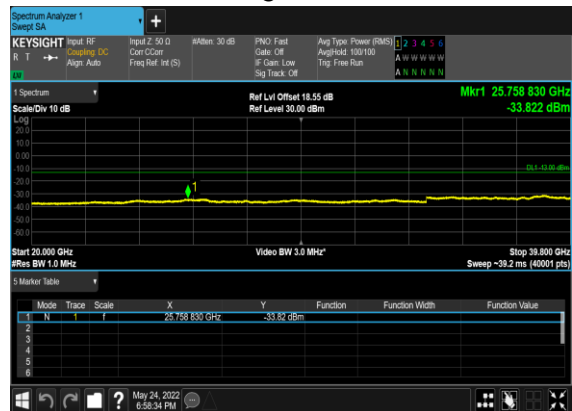 Spectrum Analyzer 1
Swept SA
KEYSIGHT Input: RF Input Z: 50 Ω #Atten: 30 dB PNO: Fast Avg Type: Power (RMS) 1 2 3 4 5 6
R T Coupling: DC Corr CCorr Gate: Off Avg|Hold: 100/100 A W W W W W
Align: Auto Freq Ref: Int (S) IF Gain: Low Trig: Free Run
LXI Sig Track: Off A N N N N N
1 Spectrum Ref Lvl Offset 18.55 dB Mkr1 25.758 830 GHz
Scale/Div 10 dB Ref Level 30.00 dBm -33.822 dBm
Log
20.0
10.0
0.00
-10.0
DL1 -13.00 dBm
-20.0
1
-30.0
-40.0
-50.0
-60.0
Start 20.000 GHz Video BW 3.0 MHz* Stop 39.800 GHz
#Res BW 1.0 MHz Sweep ~39.2 ms (40001 pts)
5 Marker Table
Mode Trace Scale X Y Function Function Width Function Value
1 N 1 f 25.758 830 GHz -33.82 dBm
2
3
4
5
6
? May 24, 2022
6:58:34 PM